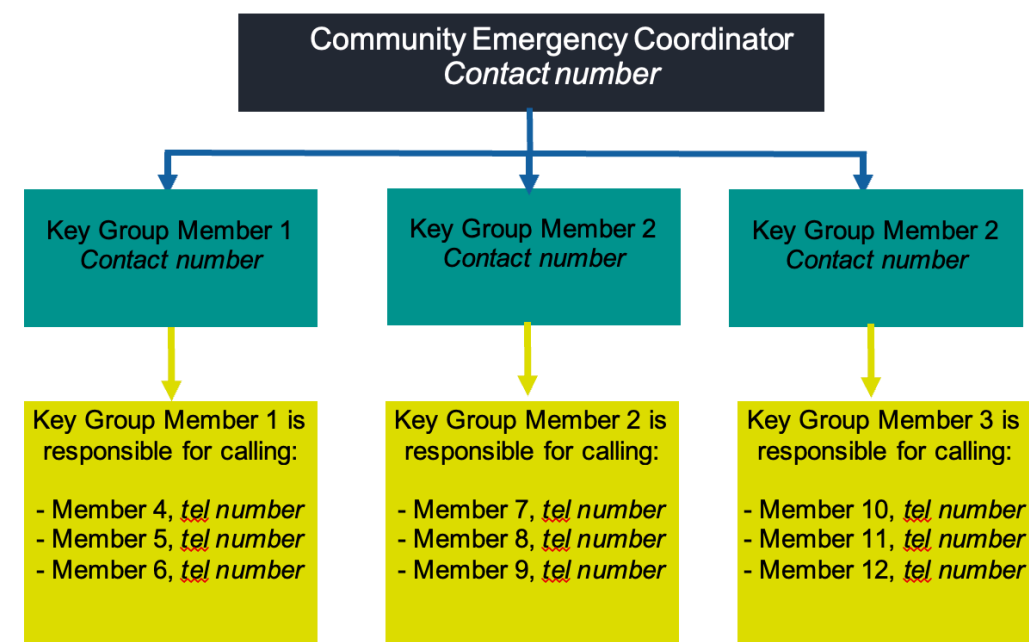 Community Emergency Coordinator
Contact number
Key Group Member 1
Contact number
Key Group Member 2
Contact number
Key Group Member 2
Contact number
Key Group Member 1 is
responsible for calling:
- Member 4, tel number
- Member 5, tel number
- Member 6, tel number
Key Group Member 2 is
responsible for calling:
- Member 7, tel number
- Member 8, tel number
- Member 9, tel number
Key Group Member 3 is
responsible for calling:
- Member 10, tel number
- Member 11, tel number
- Member 12, tel number